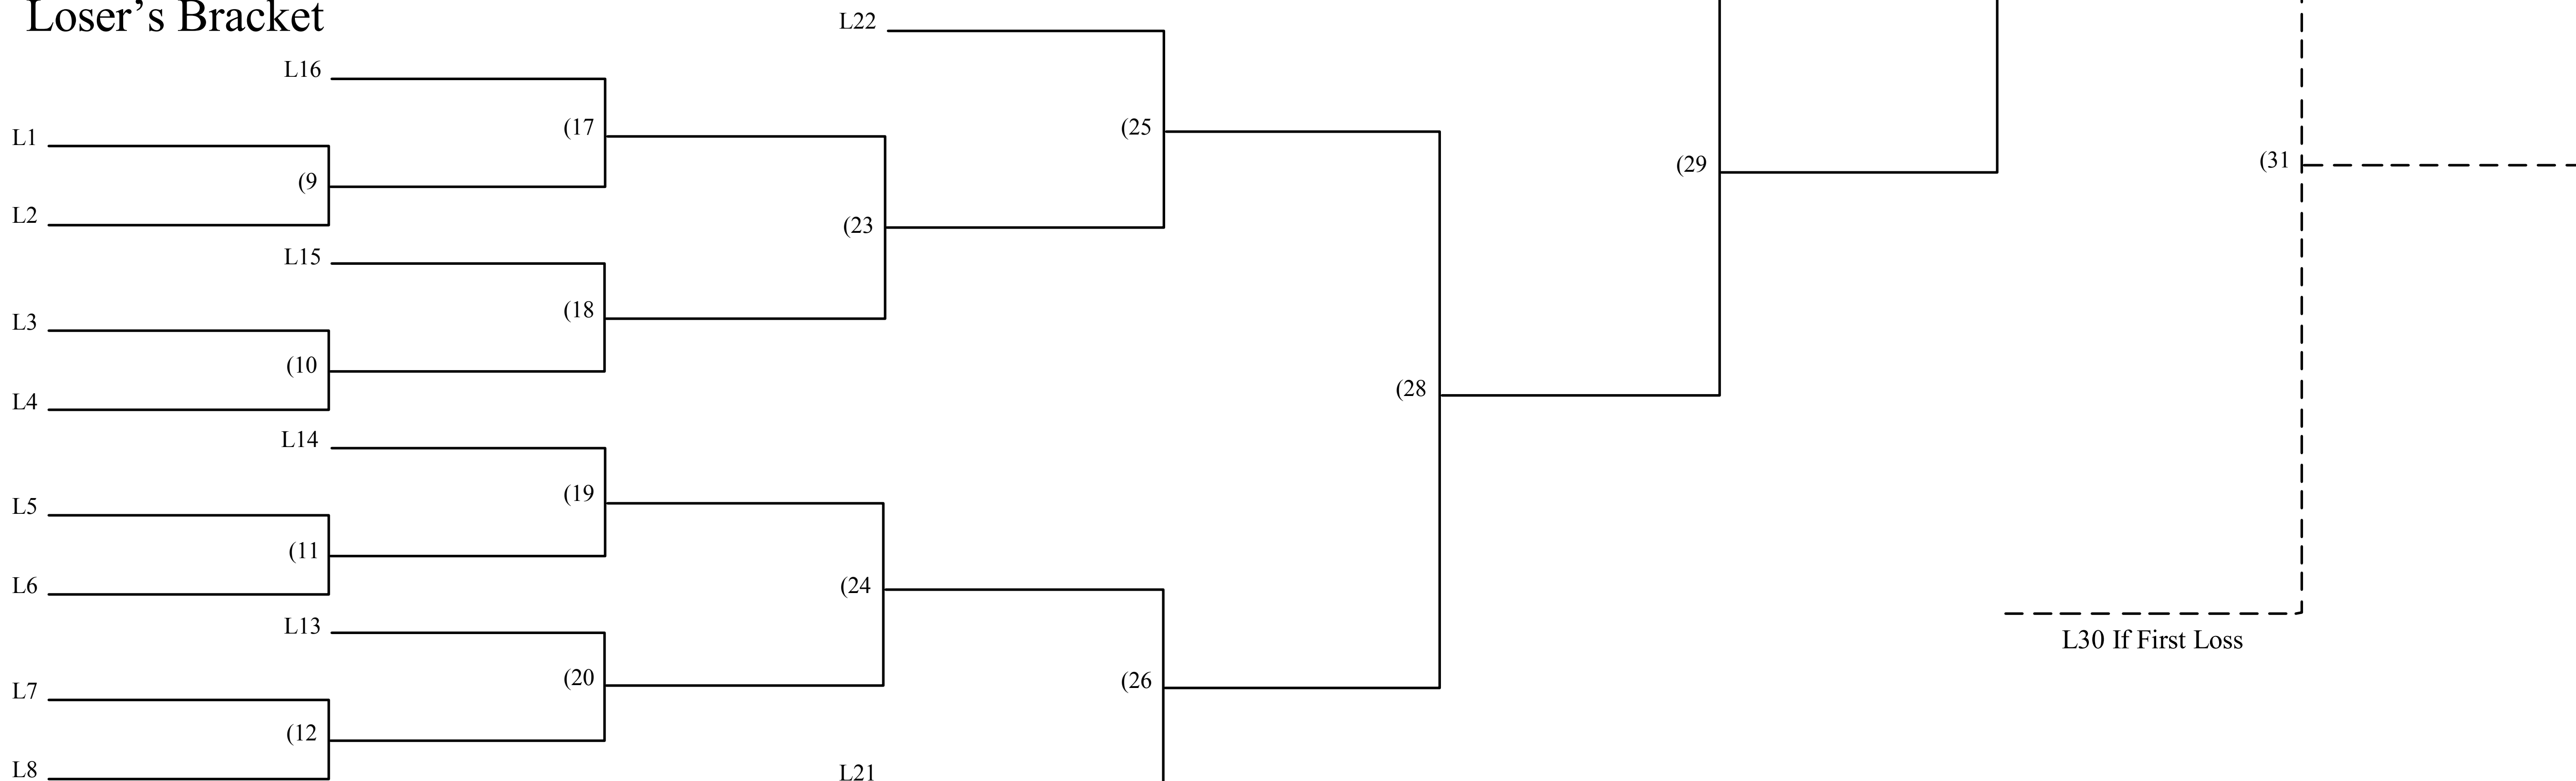 Loser's Bracket
L22
L16
(17
(25
L1
(29
(31
(9
L2
(23
L15
(18
L3
(10
(28
L4
L14
(19
L5
(11
(24
L6
L13
L30 If First Loss
(20
(26
L7
(12
L8
L21